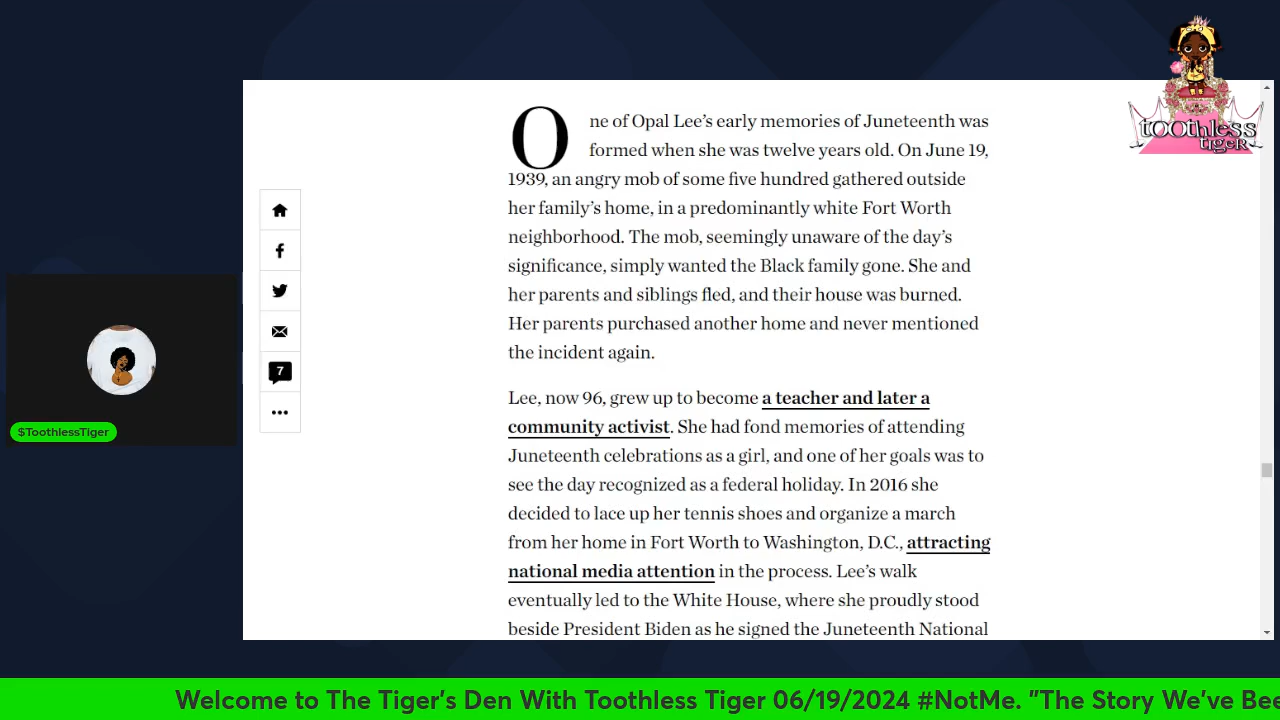 One of Opal Lee’s early memories of Juneteenth was
formed when she was twelve years old. On June 19,
1939, an angry mob of some five hundred gathered outside
her family’s home, in a predominantly white Fort Worth
neighborhood. The mob, seemingly unaware of the day’s
significance, simply wanted the Black family gone. She and
her parents and siblings fled, and their house was burned.
Her parents purchased another home and never mentioned
the incident again.
Lee, now 96, grew up to become a teacher and later a
community activist. She had fond memories of attending
Juneteenth celebrations as a girl, and one of her goals was to
see the day recognized as a federal holiday. In 2016 she
decided to lace up her tennis shoes and organize a march
from her home in Fort Worth to Washington, D.C., attracting
national media attention in the process. Lee’s walk
eventually led to the White House, where she proudly stood
beside President Biden as he signed the Juneteenth National
7
$ToothlessTiger
toothless
tiger
Welcome to The Tiger's Den With Toothless Tiger 06/19/2024 #NotMe. "The Story We've Bee